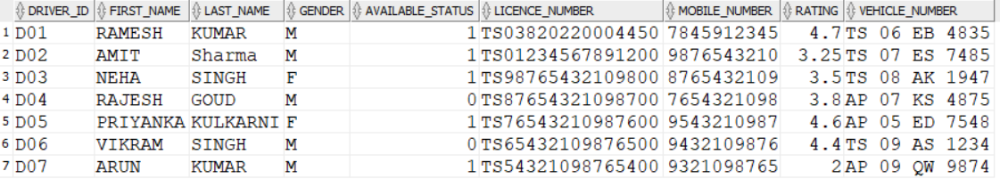 DRIVER_ID FIRST_NAME LAST_NAME GENDER AVAILABLE_STATUS LICENCE_NUMBER MOBILE_NUMBER RATING VEHICLE_NUMBER
1 D01 RAMESH KUMAR M 1 TS03820220004450 7845912345 4.7 TS 06 EB 4835
2 D02 AMIT Sharma M 1 TS01234567891200 9876543210 3.25 TS 07 ES 7485
3 D03 NEHA SINGH F 1 TS98765432109800 8765432109 3.5 TS 08 AK 1947
4 D04 RAJESH GOUD M 0 TS87654321098700 7654321098 3.8 AP 07 KS 4875
5 D05 PRIYANKA KULKARNI F 1 TS76543210987600 9543210987 4.6 AP 05 ED 7548
6 D06 VIKRAM SINGH M 0 TS65432109876500 9432109876 4.4 TS 09 AS 1234
7 D07 ARUN KUMAR M 1 TS54321098765400 9321098765 2 AP 09 QW 9874